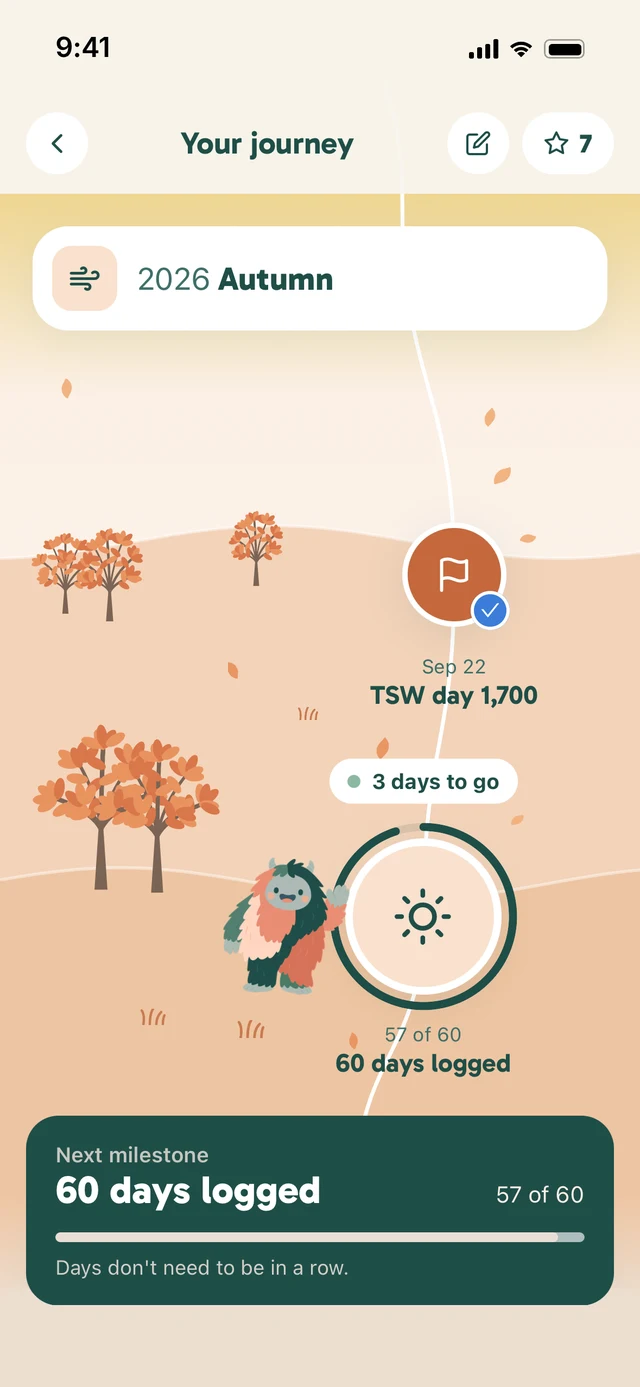 9:41
Your journey
7
2026 Autumn
Sep 22
TSW day 1,700
3 days to go
57 of 60
60 days logged
Next milestone
60 days logged
57 of 60
Days don't need to be in a row.